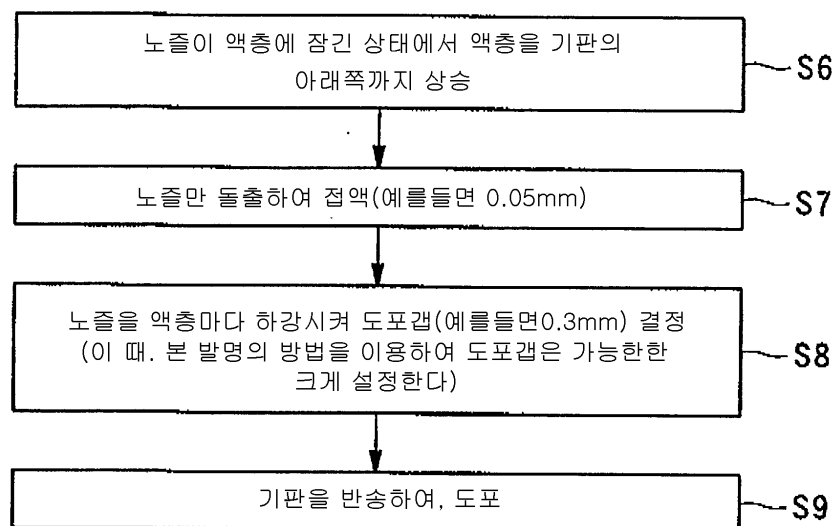 노즐이 액층에 잠긴 상태에서 액층을 기판의
아래쪽까지 상승
S6
노즐만 돌출하여 접액(예를들면 0.05mm)
S7
노즐을 액층마다 하강시켜 도포갭(예를들면0.3mm) 결정
(이 때. 본 발명의 방법을 이용하여 도포갭은 가능한한
크게 설정한다)
S8
기판을 반송하여, 도포
S9